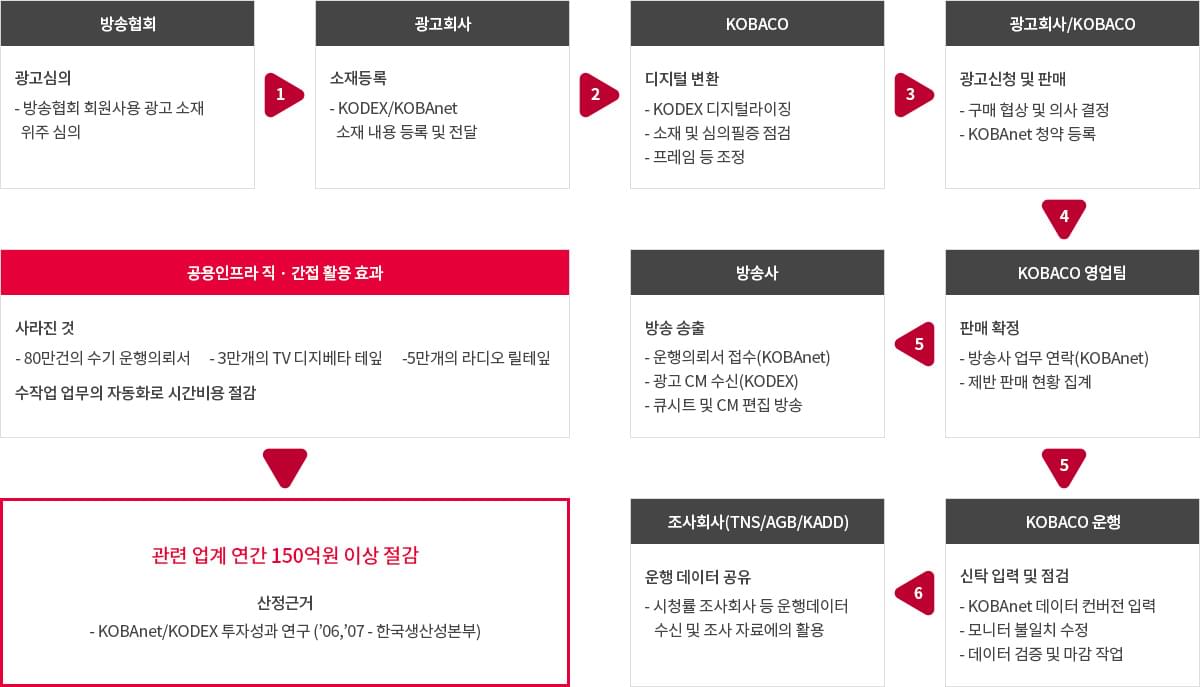 방송협회
광고심의
- 방송협회 회원사용 광고 소재
위주 심의
1
광고회사
소재등록
- KODEX/KOBAnet
소재 내용 등록 및 전달
2
KOBACO
디지털 변환
- KODEX 디지털라이징
- 소재 및 심의필증 점검
- 프레임 등 조정
3
광고회사/KOBACO
광고신청 및 판매
- 구매 협상 및 의사 결정
- KOBAnet 청약 등록
4
KOBACO 영업팀
판매 확정
- 방송사 업무 연락(KOBAnet)
- 제반 판매 현황 집계
5
방송사
방송 송출
- 운행의뢰서 접수(KOBAnet)
- 광고 CM 수신(KODEX)
- 큐시트 및 CM 편집 방송
5
KOBACO 운행
신탁 입력 및 점검
- KOBAnet 데이터 컨버전 입력
- 모니터 불일치 수정
- 데이터 검증 및 마감 작업
6
조사회사(TNS/AGB/KADD)
운행 데이터 공유
- 시청률 조사회사 등 운행데이터
수신 및 조사 자료에의 활용
공용인프라 직 · 간접 활용 효과
사라진 것
- 80만건의 수기 운행의뢰서 - 3만개의 TV 디지베타 테잎 -5만개의 라디오 릴테잎
수작업 업무의 자동화로 시간비용 절감
관련 업계 연간 150억원 이상 절감
산정근거
- KOBAnet/KODEX 투자성과 연구 (’06,’07 - 한국생산성본부)